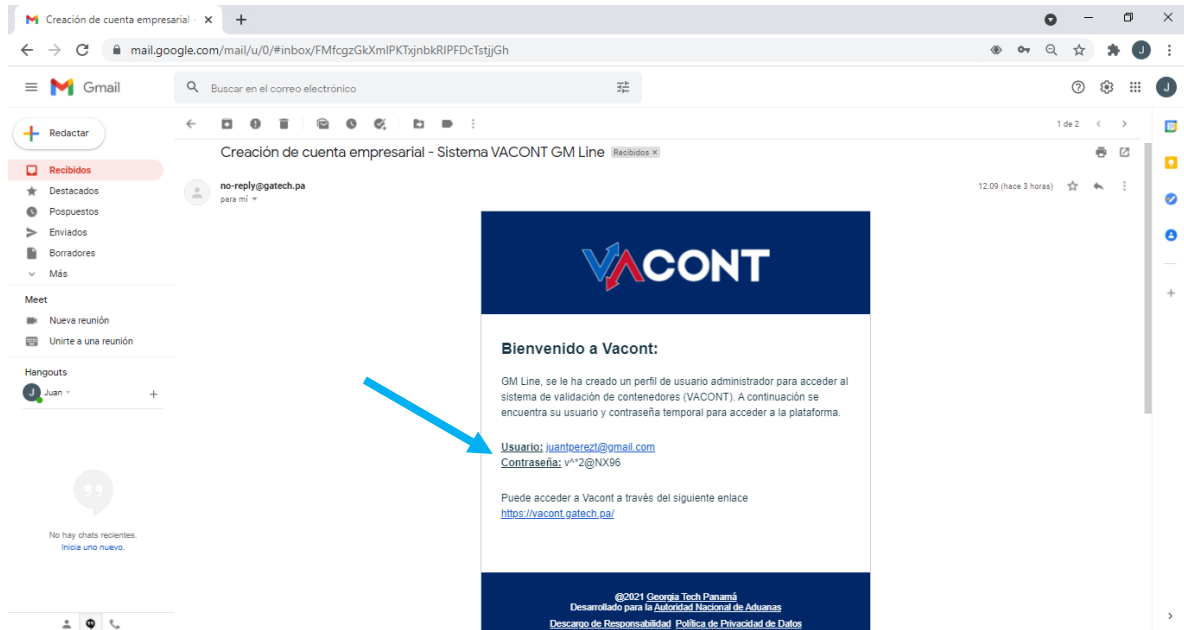 Creación de cuenta empresarial -
mail.google.com/mail/u/0/#inbox/FMfcgzGkXmIPKTxjnbkRIPFDcTstjjGh
J
Gmail
Buscar en el correo electrónico
J
Redactar
1 de 2
Creación de cuenta empresarial - Sistema VACONT GM Line
Recibidos ×
Recibidos
Destacados
Pospuestos
Enviados
Borradores
Más
no-reply@gatech.pa
para mí
12:09 (hace 3 horas)
VACONT
Meet
Nueva reunión
Unirte a una reunión
Hangouts
J
Juan
No hay chats recientes.
Inicia uno nuevo.
Bienvenido a Vacont:
GM Line, se le ha creado un perfil de usuario administrador para acceder al
sistema de validación de contenedores (VACONT). A continuación se
encuentra su usuario y contraseña temporal para acceder a la plataforma.
Usuario: juantperezt@gmail.com
Contraseña: v^*2@NX96
Puede acceder a Vacont a través del siguiente enlace
https://vacont.gatech.pa/
@2021 Georgia Tech Panamá
Desarrollado para la Autoridad Nacional de Aduanas
Descargo de Responsabilidad Política de Privacidad de Datos